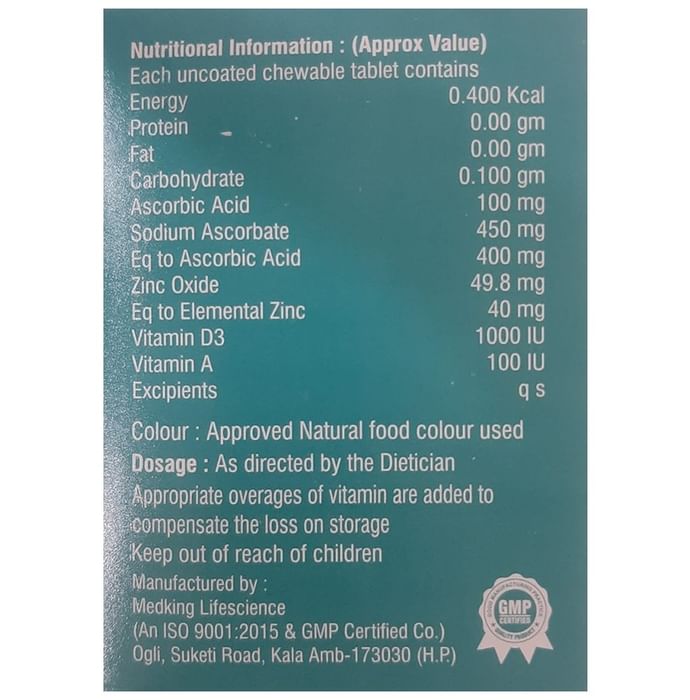 Nutritional Information : (Approx Value)
Each uncoated chewable tablet contains
Energy 0.400 Kcal
Protein 0.00 gm
Fat 0.00 gm
Carbohydrate 0.100 gm
Ascorbic Acid 100 mg
Sodium Ascorbate 450 mg
Eq to Ascorbic Acid 400 mg
Zinc Oxide 49.8 mg
Eq to Elemental Zinc 40 mg
Vitamin D3 1000 IU
Vitamin A 100 IU
Excipients q s
Colour : Approved Natural food colour used
Dosage : As directed by the Dietician
Appropriate overages of vitamin are added to
compensate the loss on storage
Keep out of reach of children
Manufactured by :
Medking Lifescience
(An ISO 9001:2015 & GMP Certified Co.)
Ogli, Suketi Road, Kala Amb-173030 (H.P.)
GOOD MANUFACTURING PRACTICE
GMP
CERTIFIED
QUALITY PRODUCT